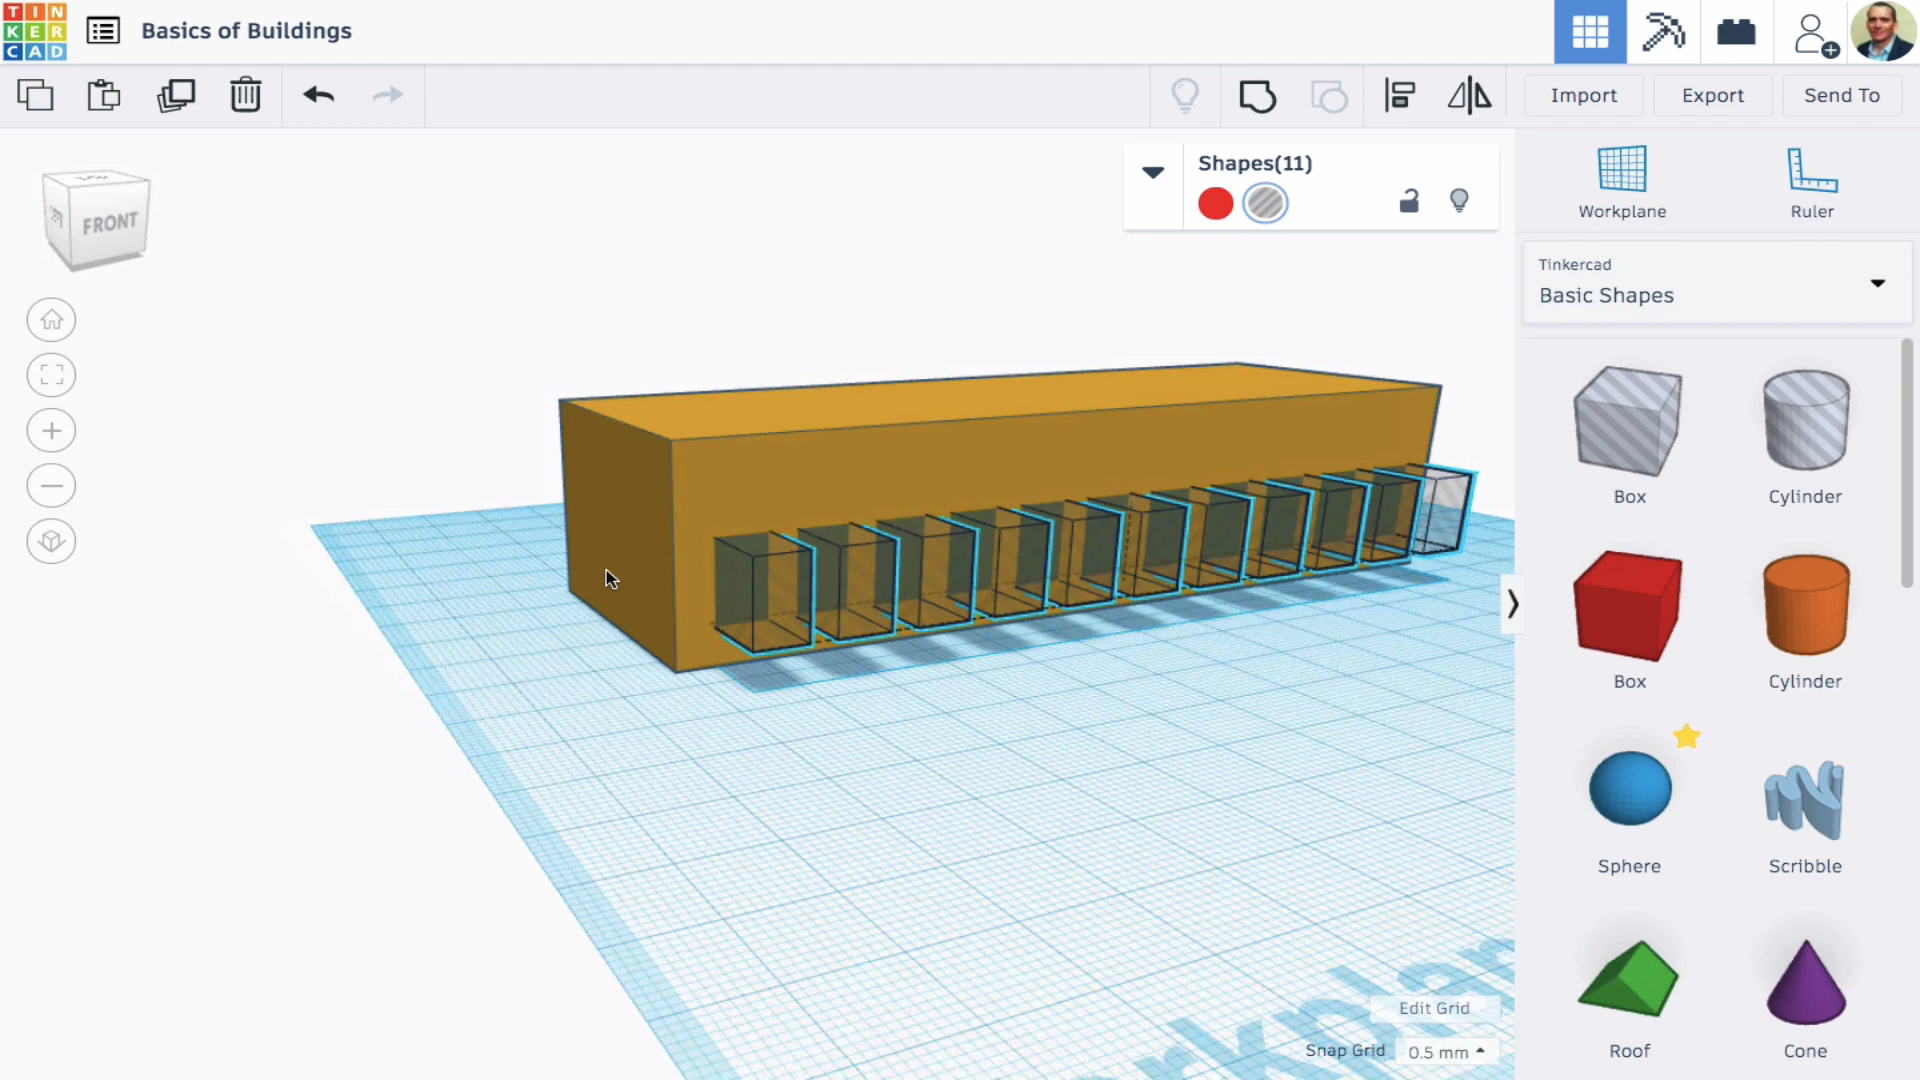 TIN
KER
CAD
Basics of Buildings
Import
Export
Send To
Shapes(11)
Workplane
Ruler
FRONT
Tinkercad
Basic Shapes
Box
Cylinder
Box
Cylinder
Sphere
Scribble
Roof
Cone
Edit Grid
Snap Grid
0.5 mm